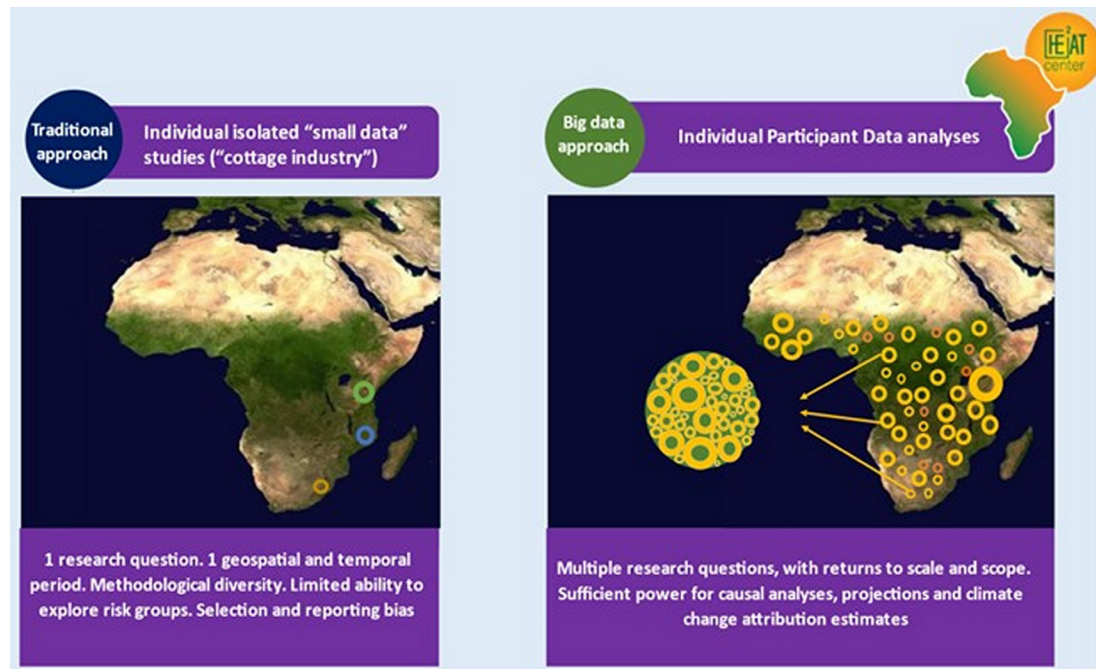 HE²AT
center
Traditional
approach
Individual isolated “small data”
studies (“cottage industry”)
Big data
approach
Individual Participant Data analyses
1 research question. 1 geospatial and temporal
period. Methodological diversity. Limited ability to
explore risk groups. Selection and reporting bias
Multiple research questions, with returns to scale and scope.
Sufficient power for causal analyses, projections and climate
change attribution estimates